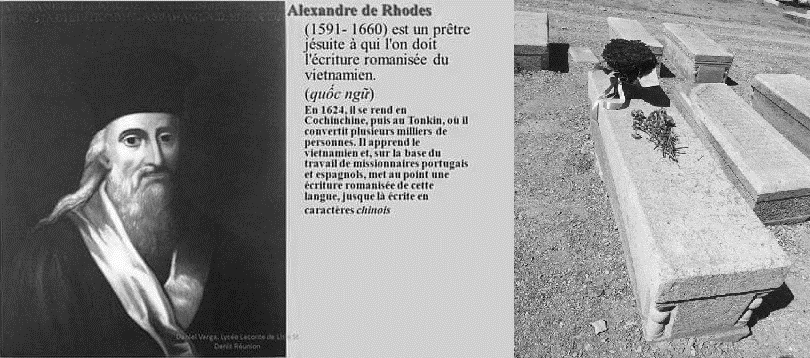 Alexandre de Rhodes
(1591- 1660) est un prêtre
jésuite à qui l'on doit
l'écriture romanisée du
vietnamien.
(quốc ngữ)
En 1624, il se rend en
Cochinchine, puis au Tonkin, où il
convertit plusieurs milliers de
personnes. Il apprend le
vietnamien et, sur la base du
travail de missionnaires portugais
et espagnols, met au point une
écriture romanisée de cette
langue, jusque là écrite en
caractères chinois
Daniel Varga, Lysée Leconte de Lisle St
Denis Réunion